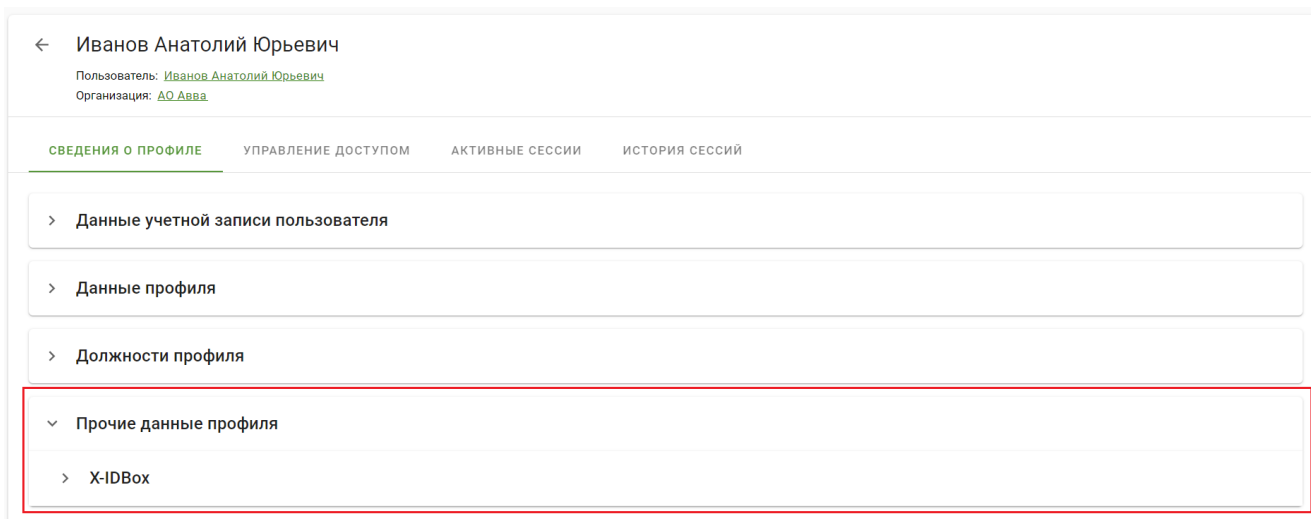 Иванов Анатолий Юрьевич
Пользователь: Иванов Анатолий Юрьевич
Организация: АО Авва
СВЕДЕНИЯ О ПРОФИЛЕ УПРАВЛЕНИЕ ДОСТУПОМ АКТИВНЫЕ СЕССИИ ИСТОРИЯ СЕССИЙ
Данные учетной записи пользователя
Данные профиля
Должности профиля
Прочие данные профиля
X-IDBox